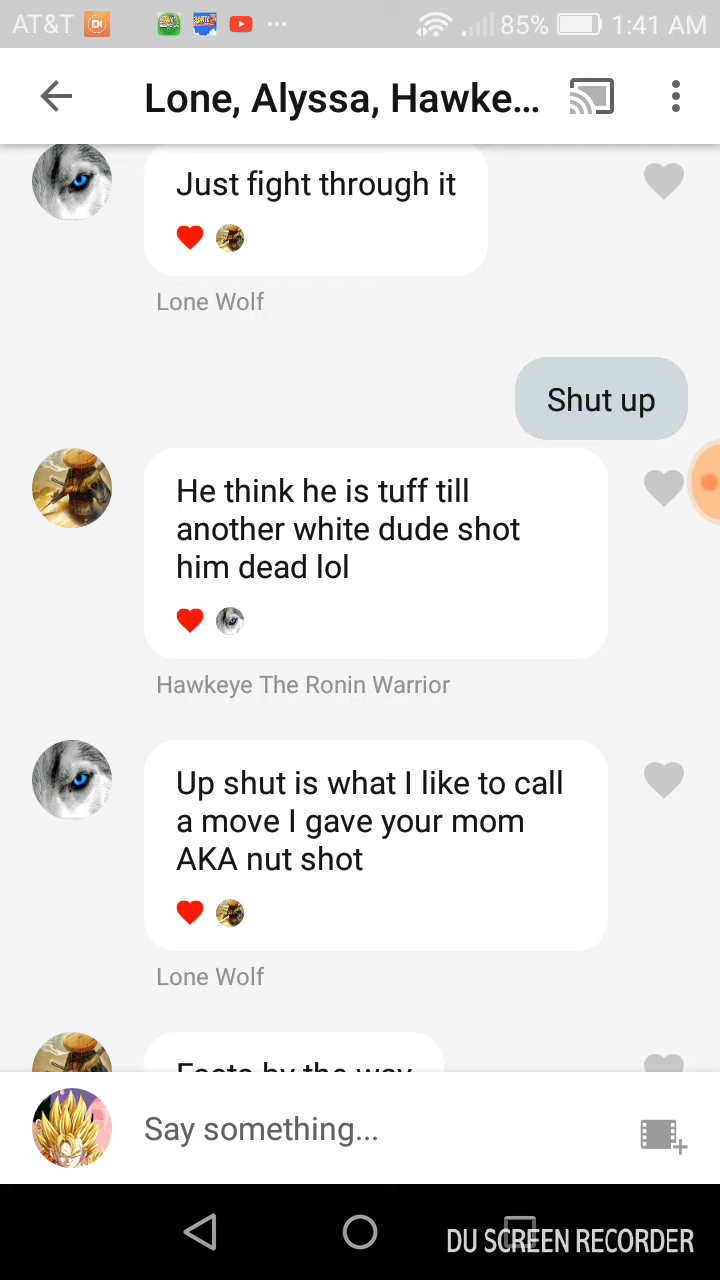 AT&T 85% 1:41 AM
Lone, Alyssa, Hawke...
Just fight through it
Lone Wolf
Shut up
He think he is tuff till
another white dude shot
him dead lol
Hawkeye The Ronin Warrior
Up shut is what I like to call
a move I gave your mom
AKA nut shot
Lone Wolf
Facts by the way
Say something...
DU SCREEN RECORDER